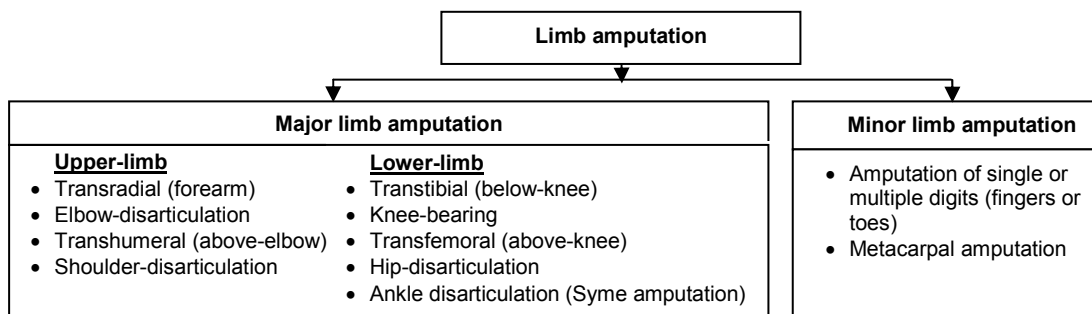 Limb amputation
Major limb amputation
Upper-limb
• Transradial (forearm)
• Elbow-disarticulation
• Transhumeral (above-elbow)
• Shoulder-disarticulation
Lower-limb
• Transtibial (below-knee)
• Knee-bearing
• Transfemoral (above-knee)
• Hip-disarticulation
• Ankle disarticulation (Syme amputation)
Minor limb amputation
• Amputation of single or
multiple digits (fingers or
toes)
• Metacarpal amputation